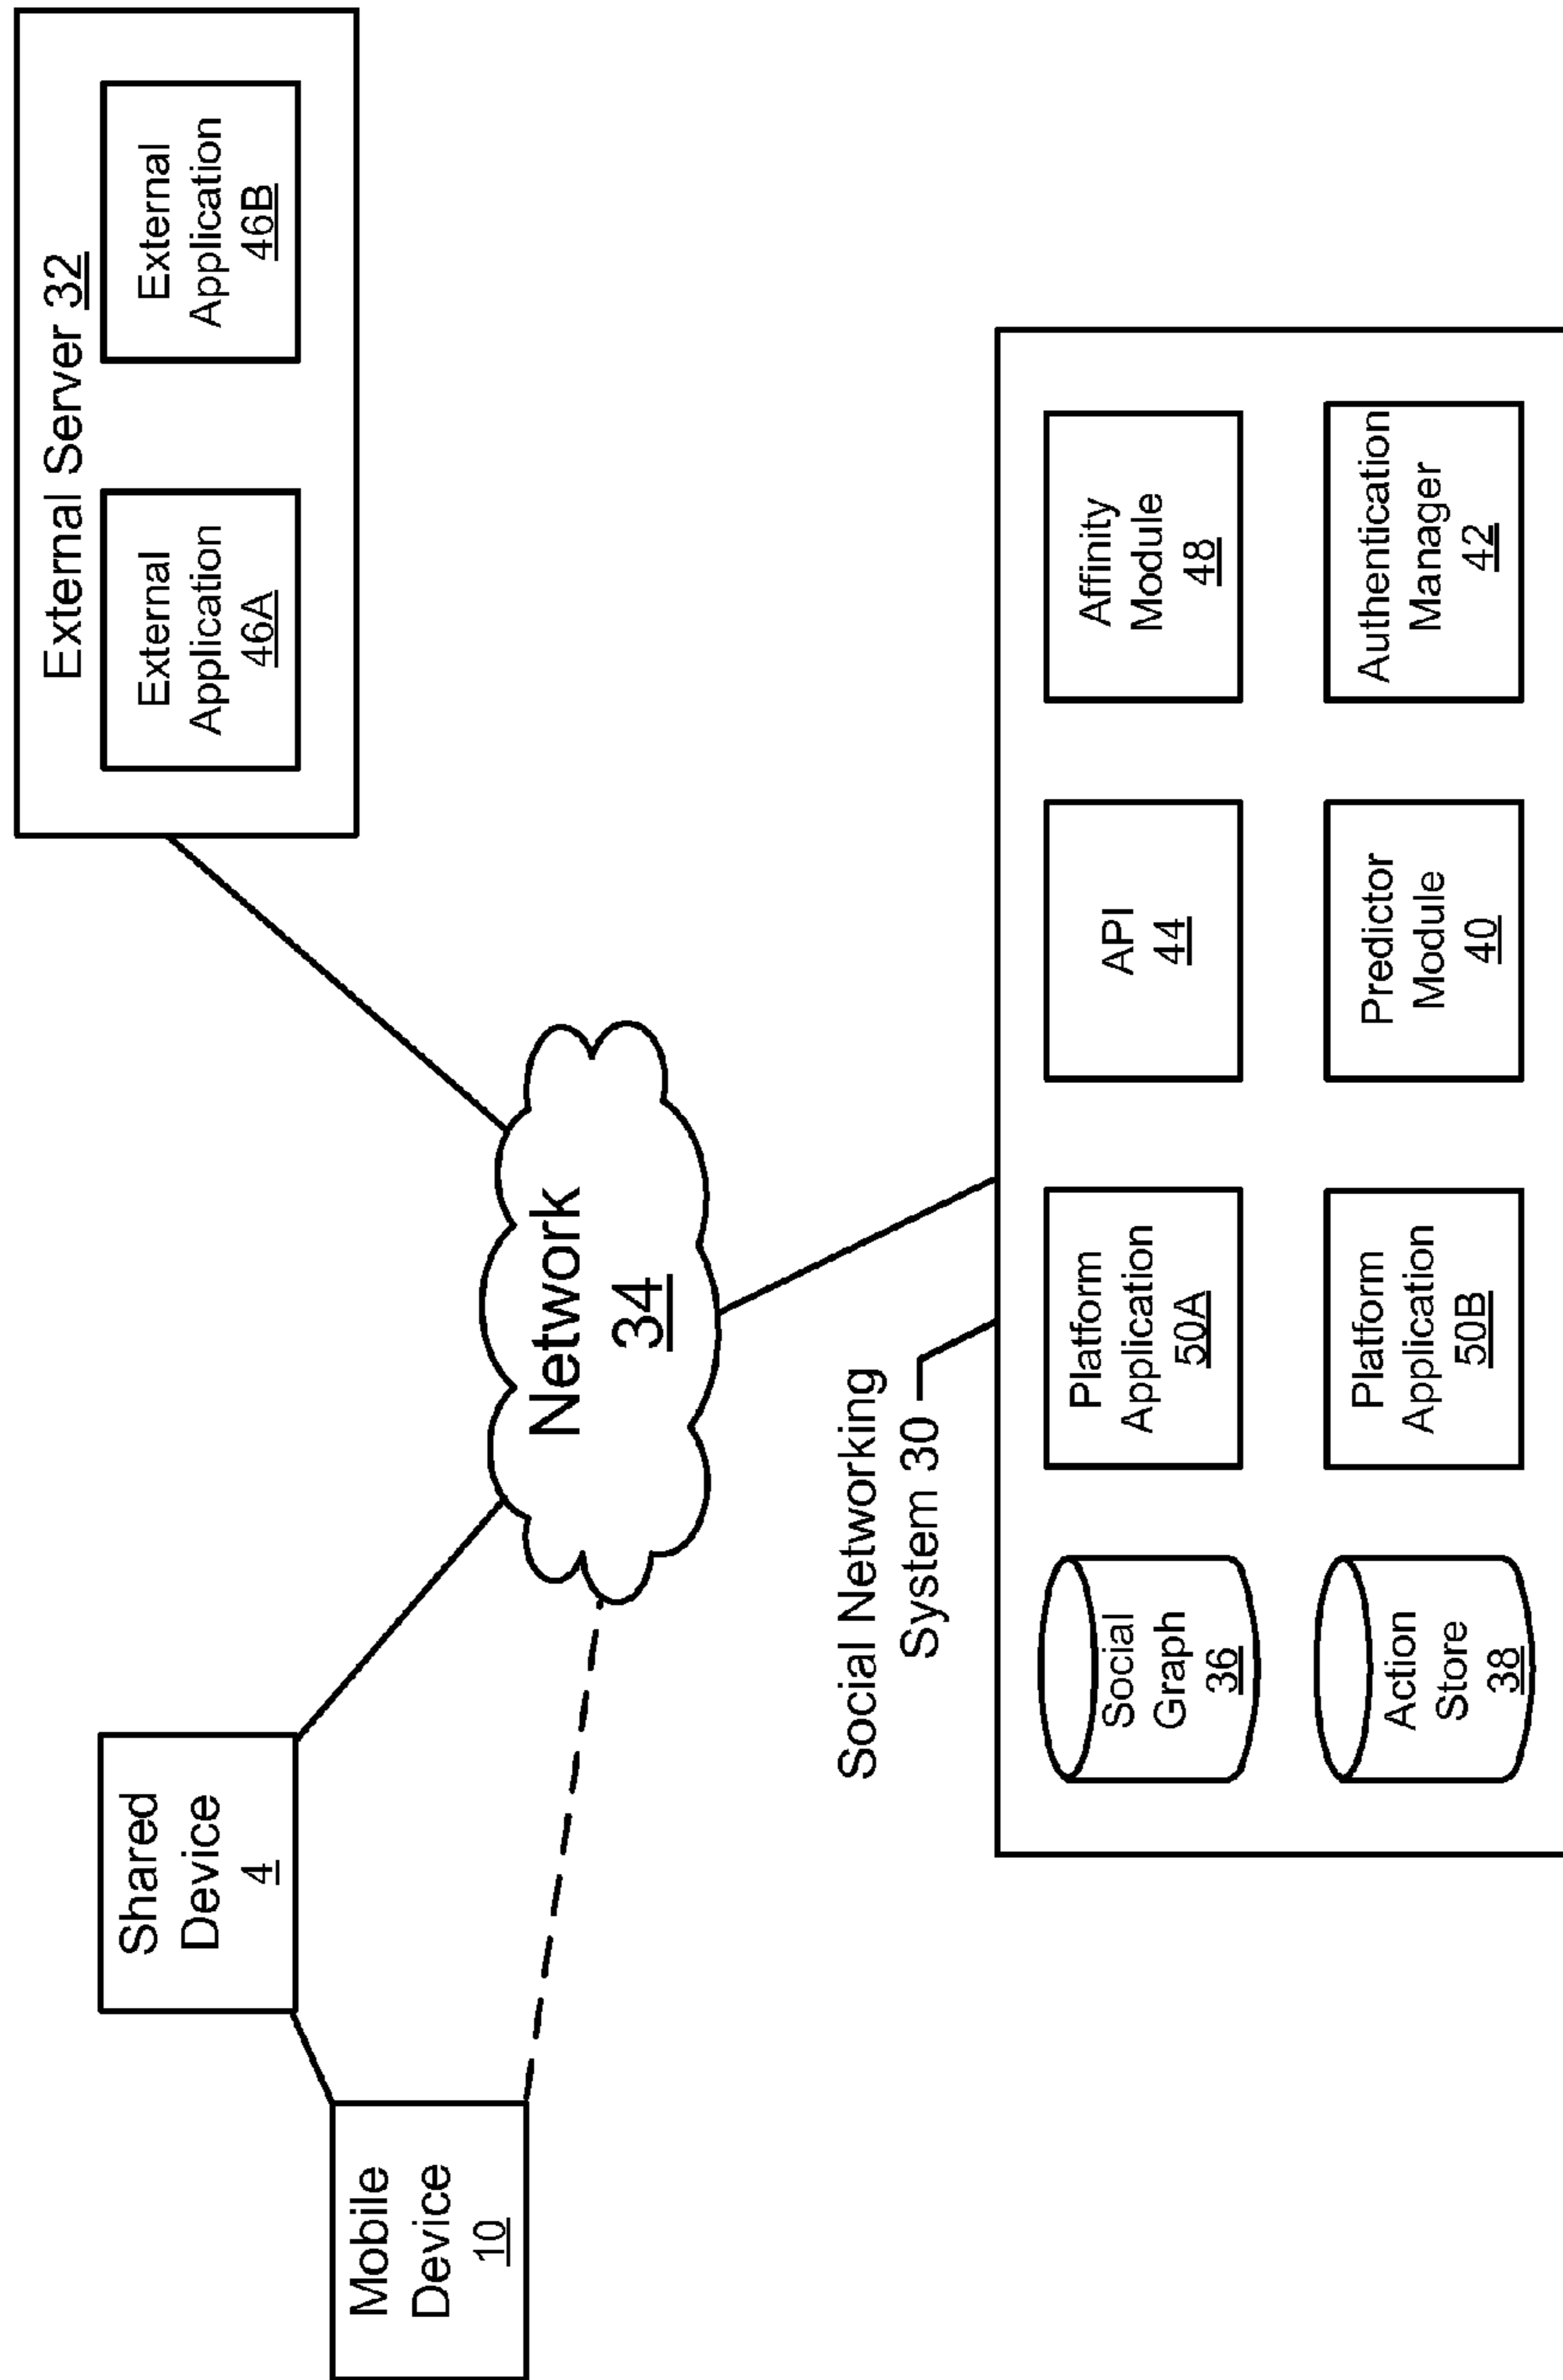 Mobile
Device
10
Shared
Device
4
External Server 32
External
Application
46A
External
Application
46B
Network
34
Social Networking
System 30
Social
Graph
36
Platform
Application
50A
API
44
Affinity
Module
48
Action
Store
38
Platform
Application
50B
Predictor
Module
40
Authentication
Manager
42